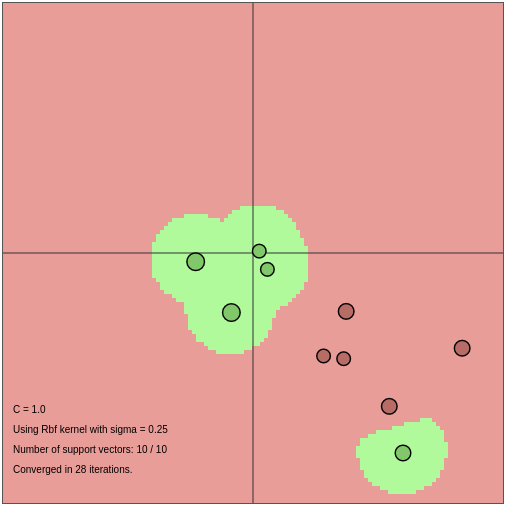 C = 1.0
Using Rbf kernel with sigma = 0.25
Number of support vectors: 10 / 10
Converged in 28 iterations.